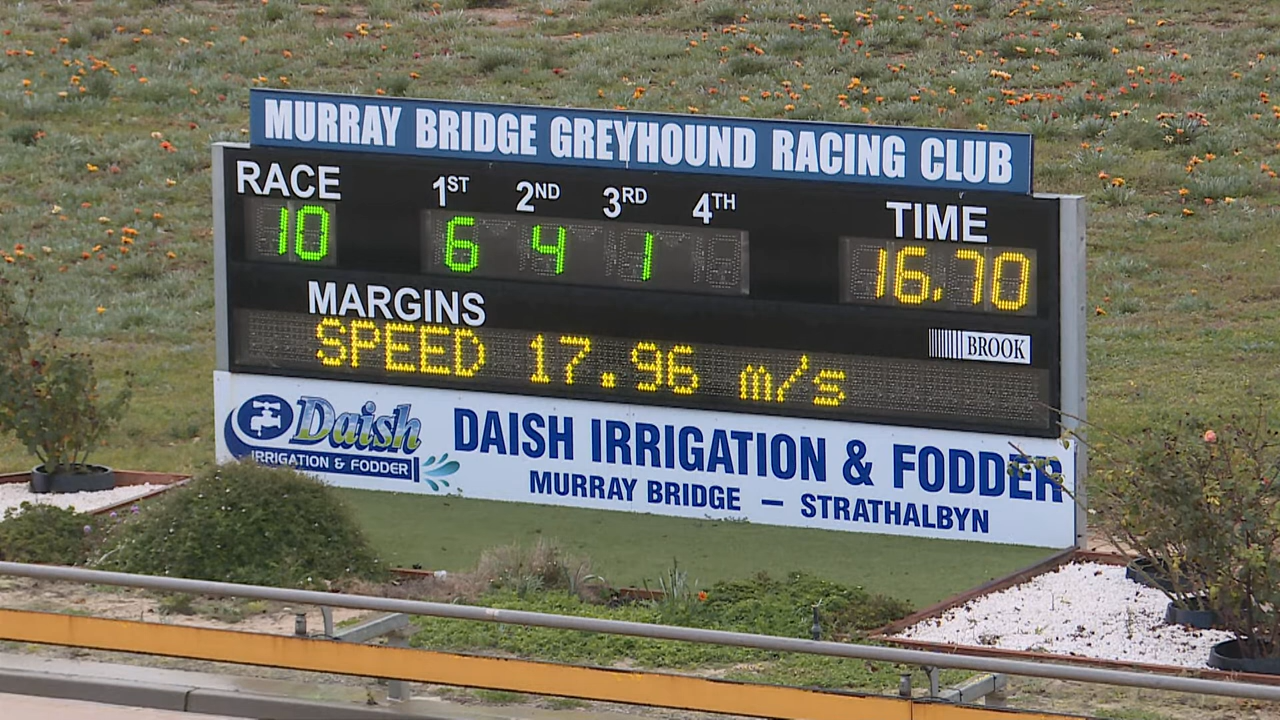 MURRAY BRIDGE GREYHOUND RACING CLUB
RACE 1ST 2ND 3RD 4TH TIME
10 6 4 1 16.70
MARGINS
SPEED 17.96 m/s
BROOK
Daish
IRRIGATION & FODDER
DAISH IRRIGATION & FODDER
MURRAY BRIDGE – STRATHALBYN